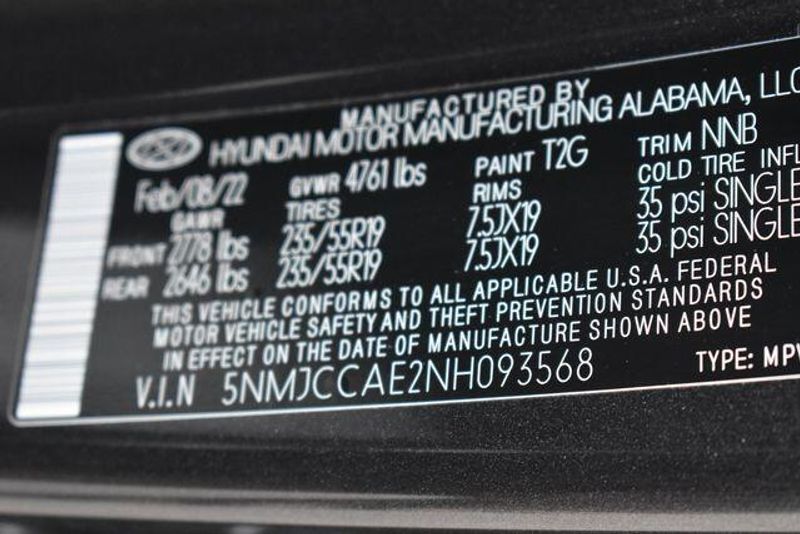 MANUFACTURED BY
HYUNDAI MOTOR MANUFACTURING ALABAMA, LLC
Feb/08/22 GVWR 4761 lbs PAINT T2G TRIM NNB
GAWR TIRES RIMS COLD TIRE INFL
FRONT 2778 lbs 235/55R19 7.5JX19 35 psi SINGLE
REAR 2646 lbs 235/55R19 7.5JX19 35 psi SINGLE
THIS VEHICLE CONFORMS TO ALL APPLICABLE U.S.A. FEDERAL
MOTOR VEHICLE SAFETY AND THEFT PREVENTION STANDARDS
IN EFFECT ON THE DATE OF MANUFACTURE SHOWN ABOVE
V.I.N 5NMJCCAE2NH093568 TYPE: MPV